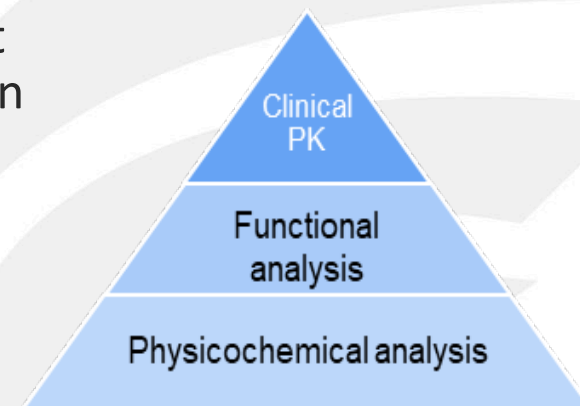 Clinical
PK
Functional
analysis
Physicochemical analysis